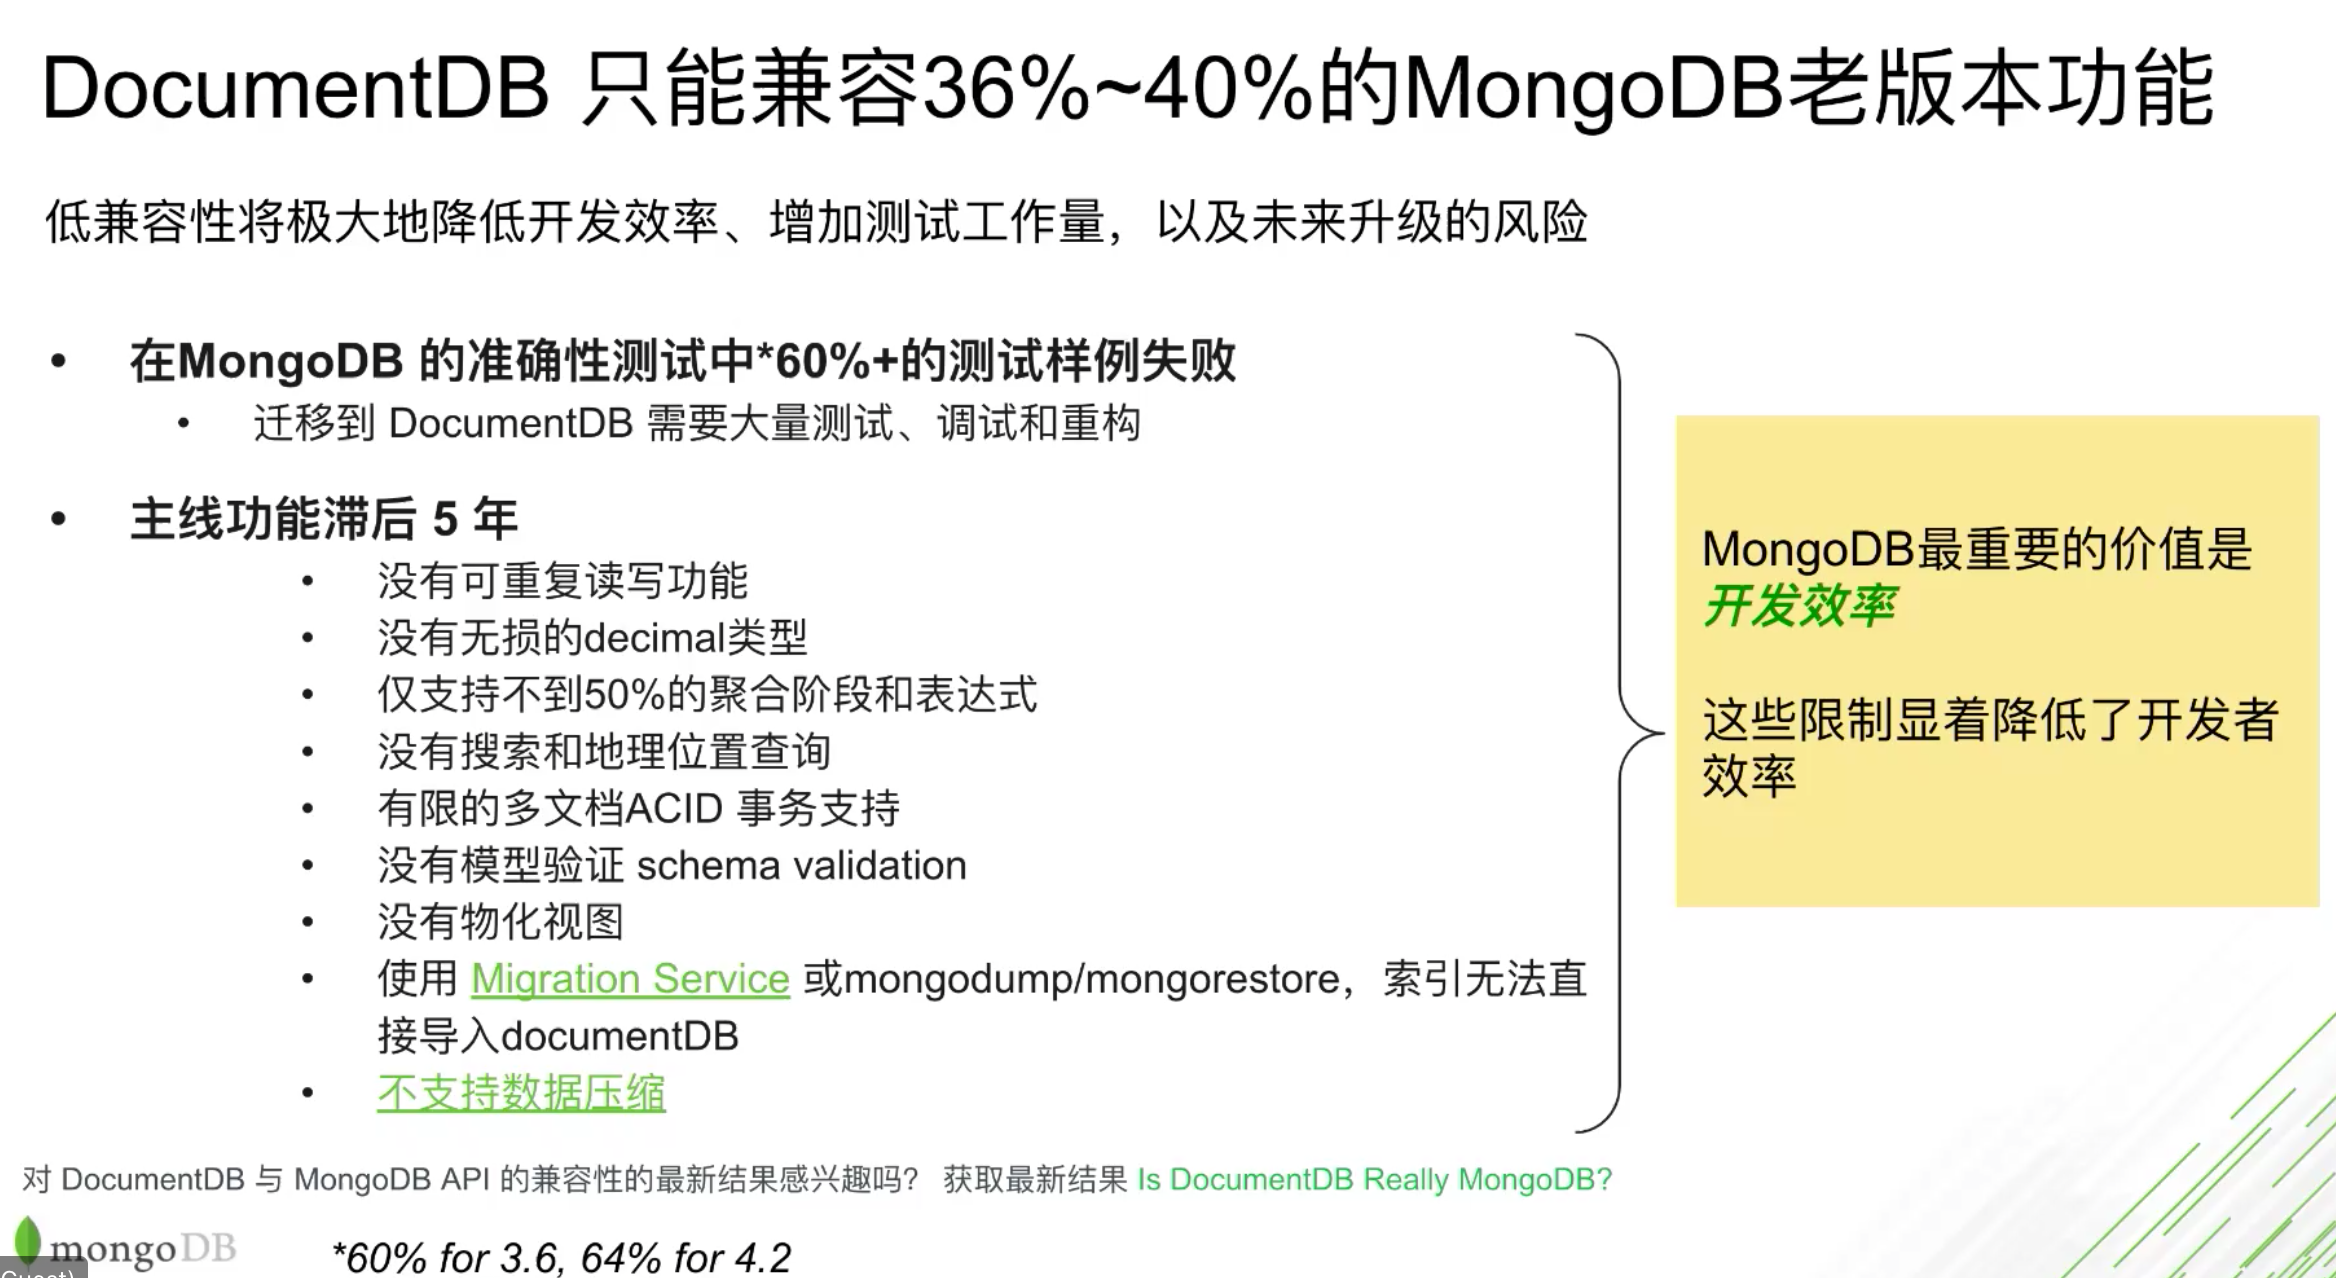 DocumentDB 只能兼容36%~40%的MongoDB老版本功能
低兼容性将极大地降低开发效率、增加测试工作量，以及未来升级的风险
• 在MongoDB 的准确性测试中*60%+的测试样例失败
• 迁移到 DocumentDB 需要大量测试、调试和重构
• 主线功能滞后 5 年
• 没有可重复读写功能
• 没有无损的decimal类型
• 仅支持不到50%的聚合阶段和表达式
• 没有搜索和地理位置查询
• 有限的多文档ACID 事务支持
• 没有模型验证 schema validation
• 没有物化视图
• 使用 Migration Service 或mongodump/mongorestore，索引无法直
接导入documentDB
• 不支持数据压缩
MongoDB最重要的价值是
开发效率
这些限制显着降低了开发者
效率
对 DocumentDB 与 MongoDB API 的兼容性的最新结果感兴趣吗？ 获取最新结果 Is DocumentDB Really MongoDB?
mongoDB
*60% for 3.6, 64% for 4.2